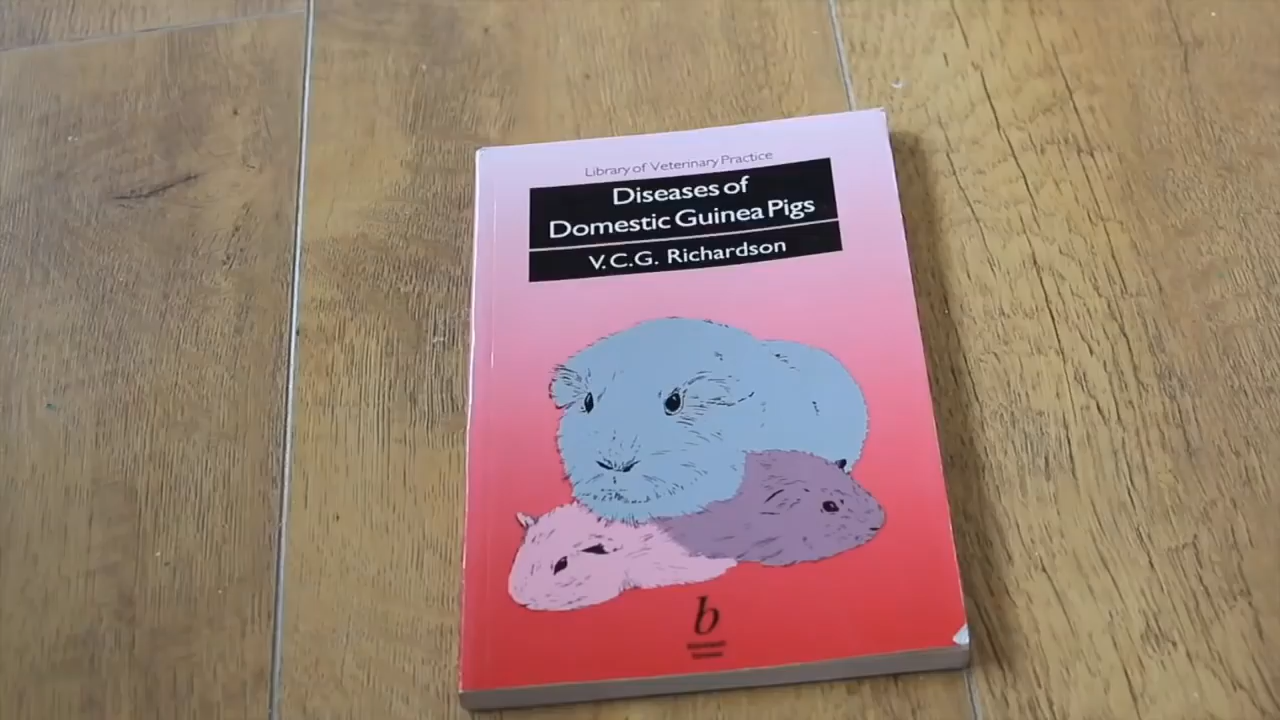 Library of Veterinary Practice
Diseases of
Domestic Guinea Pigs
V.C.G. Richardson
b